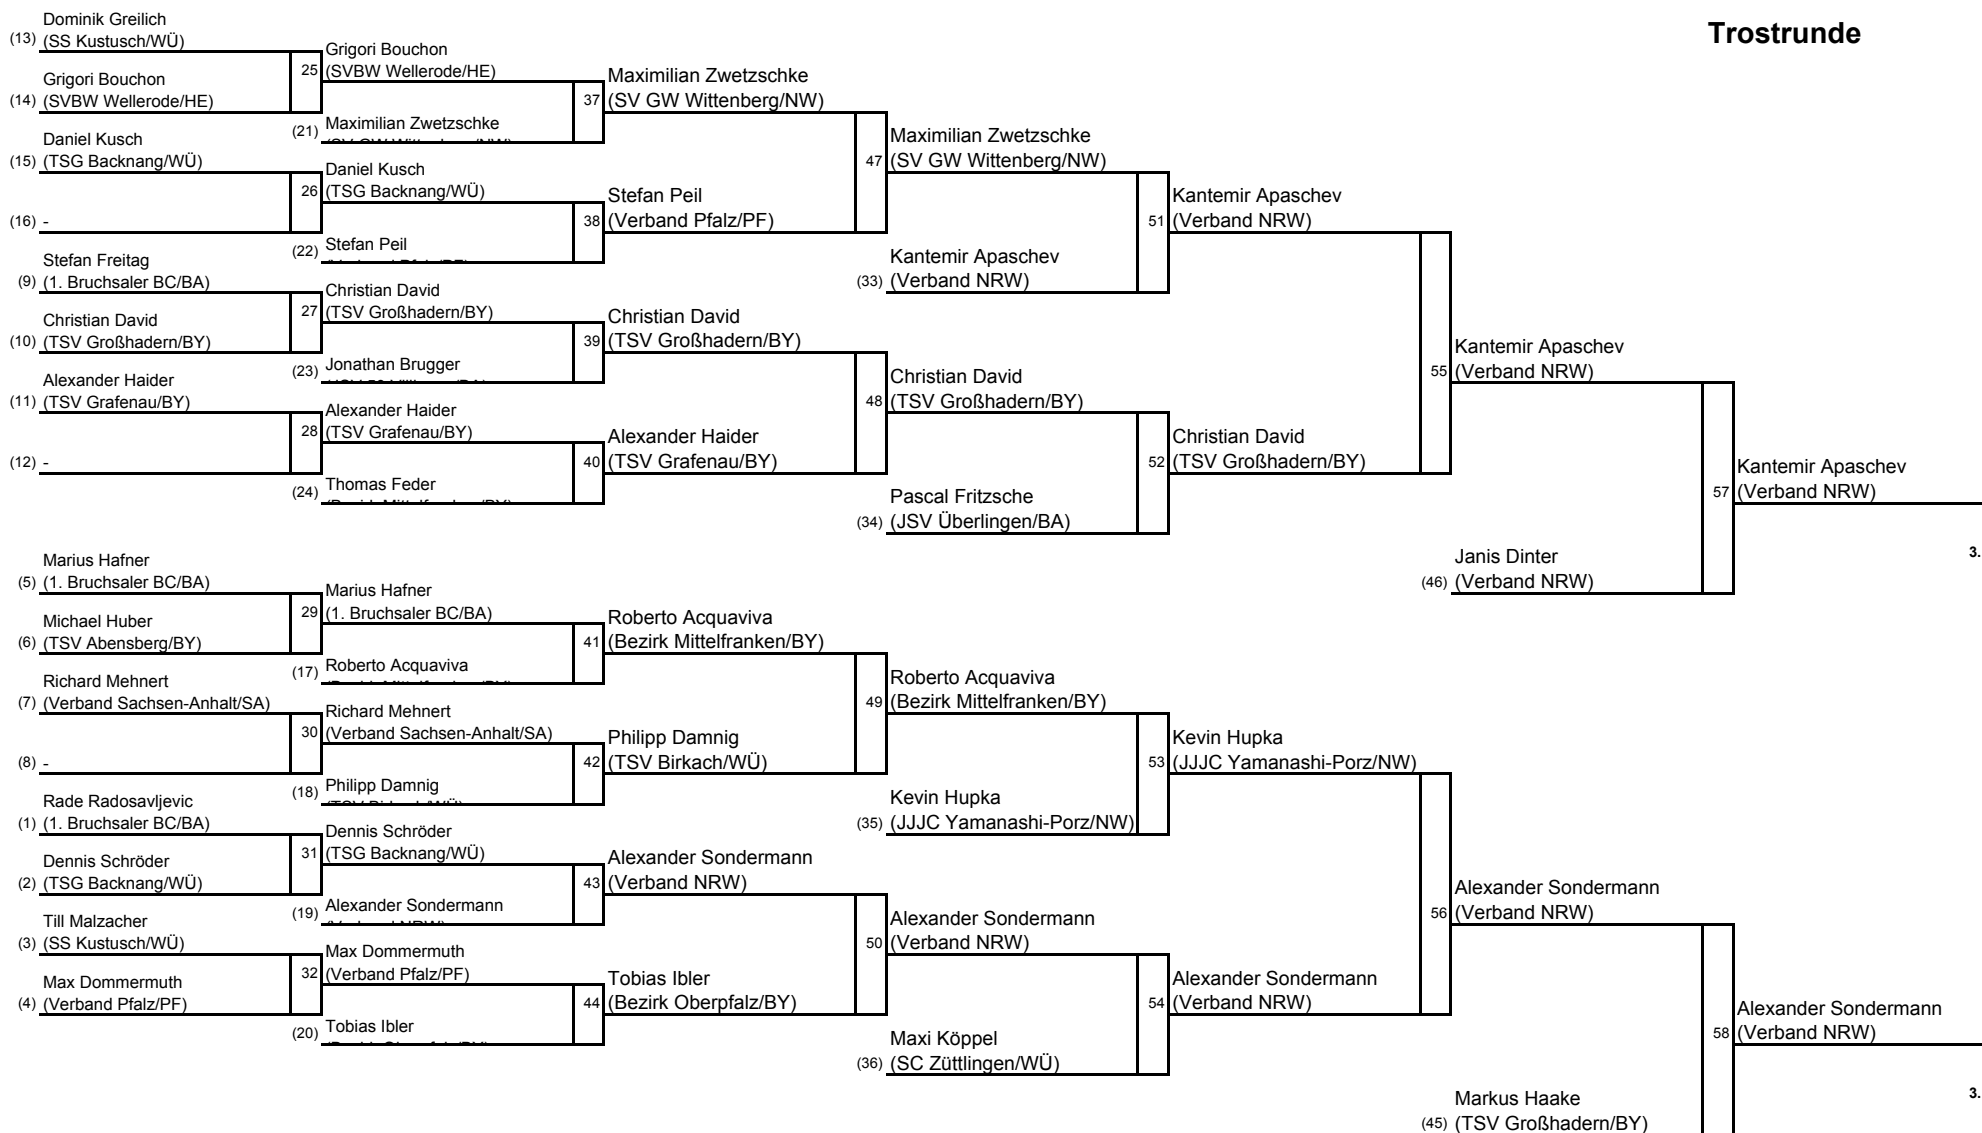 Trostrunde
Dominik Greilich
(13) (SS Kustusch/WÜ)
25
Grigori Bouchon
(14) (SVBW Wellerode/HE)
Daniel Kusch
(15) (TSG Backnang/WÜ)
26
(16) -
Stefan Freitag
(9) (1. Bruchsaler BC/BA)
27
Christian David
(10) (TSV Großhadern/BY)
Alexander Haider
(11) (TSV Grafenau/BY)
28
(12) -
Marius Hafner
(5) (1. Bruchsaler BC/BA)
29
Michael Huber
(6) (TSV Abensberg/BY)
Richard Mehnert
(7) (Verband Sachsen-Anhalt/SA)
30
(8) -
Rade Radosavljevic
(1) (1. Bruchsaler BC/BA)
31
Dennis Schröder
(2) (TSG Backnang/WÜ)
Till Malzacher
(3) (SS Kustusch/WÜ)
32
Max Dommermuth
(4) (Verband Pfalz/PF)
Grigori Bouchon
(SVBW Wellerode/HE)
37
(21) Maximilian Zwetzschke
Daniel Kusch
(TSG Backnang/WÜ)
38
(22) Stefan Peil
Christian David
(TSV Großhadern/BY)
39
(23) Jonathan Brugger
Alexander Haider
(TSV Grafenau/BY)
40
(24) Thomas Feder
Marius Hafner
(1. Bruchsaler BC/BA)
41
(17) Roberto Acquaviva
Richard Mehnert
(Verband Sachsen-Anhalt/SA)
42
(18) Philipp Damnig
Dennis Schröder
(TSG Backnang/WÜ)
43
(19) Alexander Sondermann
Max Dommermuth
(Verband Pfalz/PF)
44
(20) Tobias Ibler
Maximilian Zwetzschke
(SV GW Wittenberg/NW)
47
Stefan Peil
(Verband Pfalz/PF)
Christian David
(TSV Großhadern/BY)
48
Alexander Haider
(TSV Grafenau/BY)
Roberto Acquaviva
(Bezirk Mittelfranken/BY)
49
Philipp Damnig
(TSV Birkach/WÜ)
Alexander Sondermann
(Verband NRW)
50
Tobias Ibler
(Bezirk Oberpfalz/BY)
Maximilian Zwetzschke
(SV GW Wittenberg/NW)
51
Kantemir Apaschev
(33) (Verband NRW)
Christian David
(TSV Großhadern/BY)
52
Pascal Fritzsche
(34) (JSV Überlingen/BA)
Roberto Acquaviva
(Bezirk Mittelfranken/BY)
53
Kevin Hupka
(35) (JJJC Yamanashi-Porz/NW)
Alexander Sondermann
(Verband NRW)
54
Maxi Köppel
(36) (SC Züttlingen/WÜ)
Kantemir Apaschev
(Verband NRW)
55
Christian David
(TSV Großhadern/BY)
Kevin Hupka
(JJJC Yamanashi-Porz/NW)
56
Alexander Sondermann
(Verband NRW)
Kantemir Apaschev
(Verband NRW)
57
Janis Dinter
(46) (Verband NRW)
Alexander Sondermann
(Verband NRW)
58
Markus Haake
(45) (TSV Großhadern/BY)
Kantemir Apaschev
(Verband NRW)
3.
Alexander Sondermann
(Verband NRW)
3.